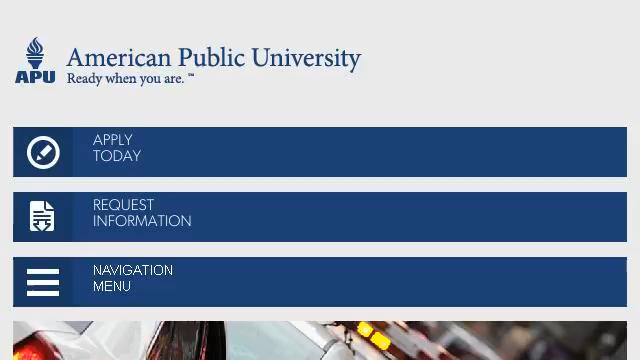 American Public University
APU
Ready when you are.™
APPLY
TODAY
REQUEST
INFORMATION
NAVIGATION
MENU